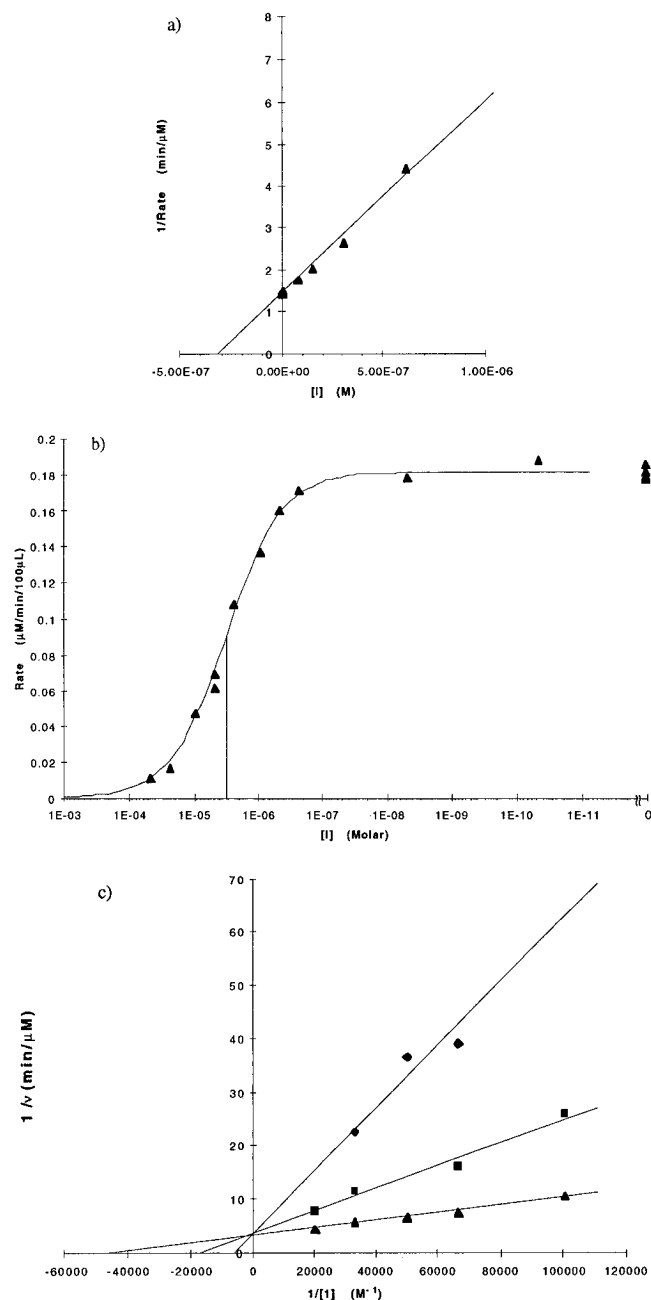 a)
8
7
6
5
4
3
2
1
0
1/Rate (min/μM)
-5.00E-07 0.00E+00 5.00E-07 1.00E-06
[I] (M)
b)
0.2
0.18
0.16
0.14
0.12
0.1
0.08
0.06
0.04
0.02
0
Rate (μM/min/100μL)
1E-03 1E-04 1E-05 1E-06 1E-07 1E-08 1E-09 1E-10 1E-11 0
[I] (Molar)
c)
70
60
50
40
30
20
10
1/v (min/μM)
-60000 -40000 -20000 0 20000 40000 60000 80000 100000 120000
1/[1] (M⁻¹)